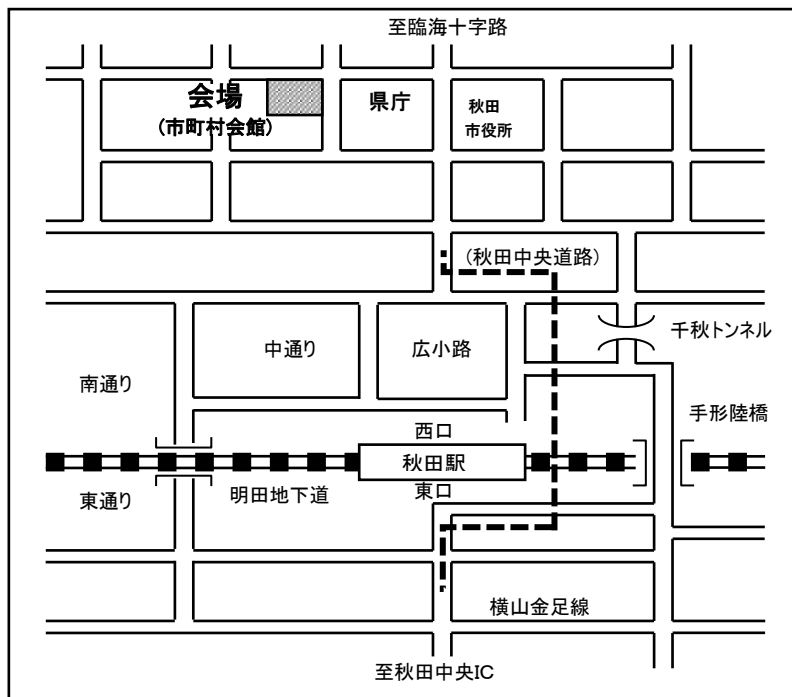 至臨海十字路
会場
(市町村会館)
県庁
秋田
市役所
(秋田中央道路)
千秋トンネル
中通り
広小路
南通り
手形陸橋
西口
秋田駅
東口
東通り
明田地下道
横山金足線
至秋田中央IC